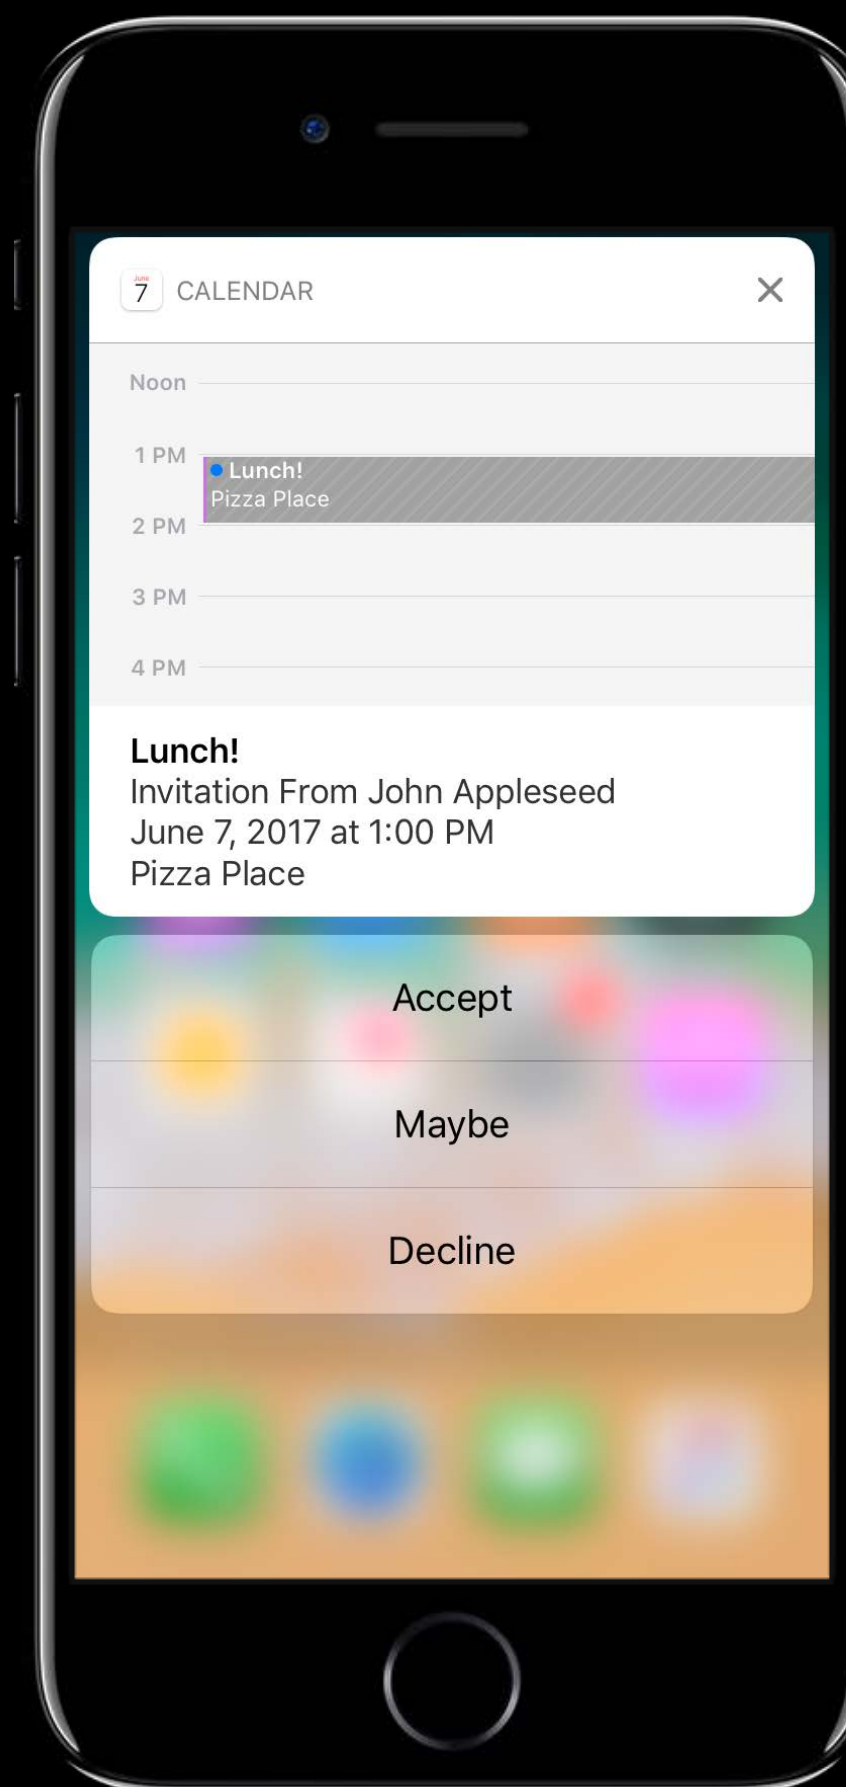 June
7
CALENDAR
Noon
1 PM
Lunch!
Pizza Place
2 PM
3 PM
4 PM
Lunch!
Invitation From John Appleseed
June 7, 2017 at 1:00 PM
Pizza Place
Accept
Maybe
Decline